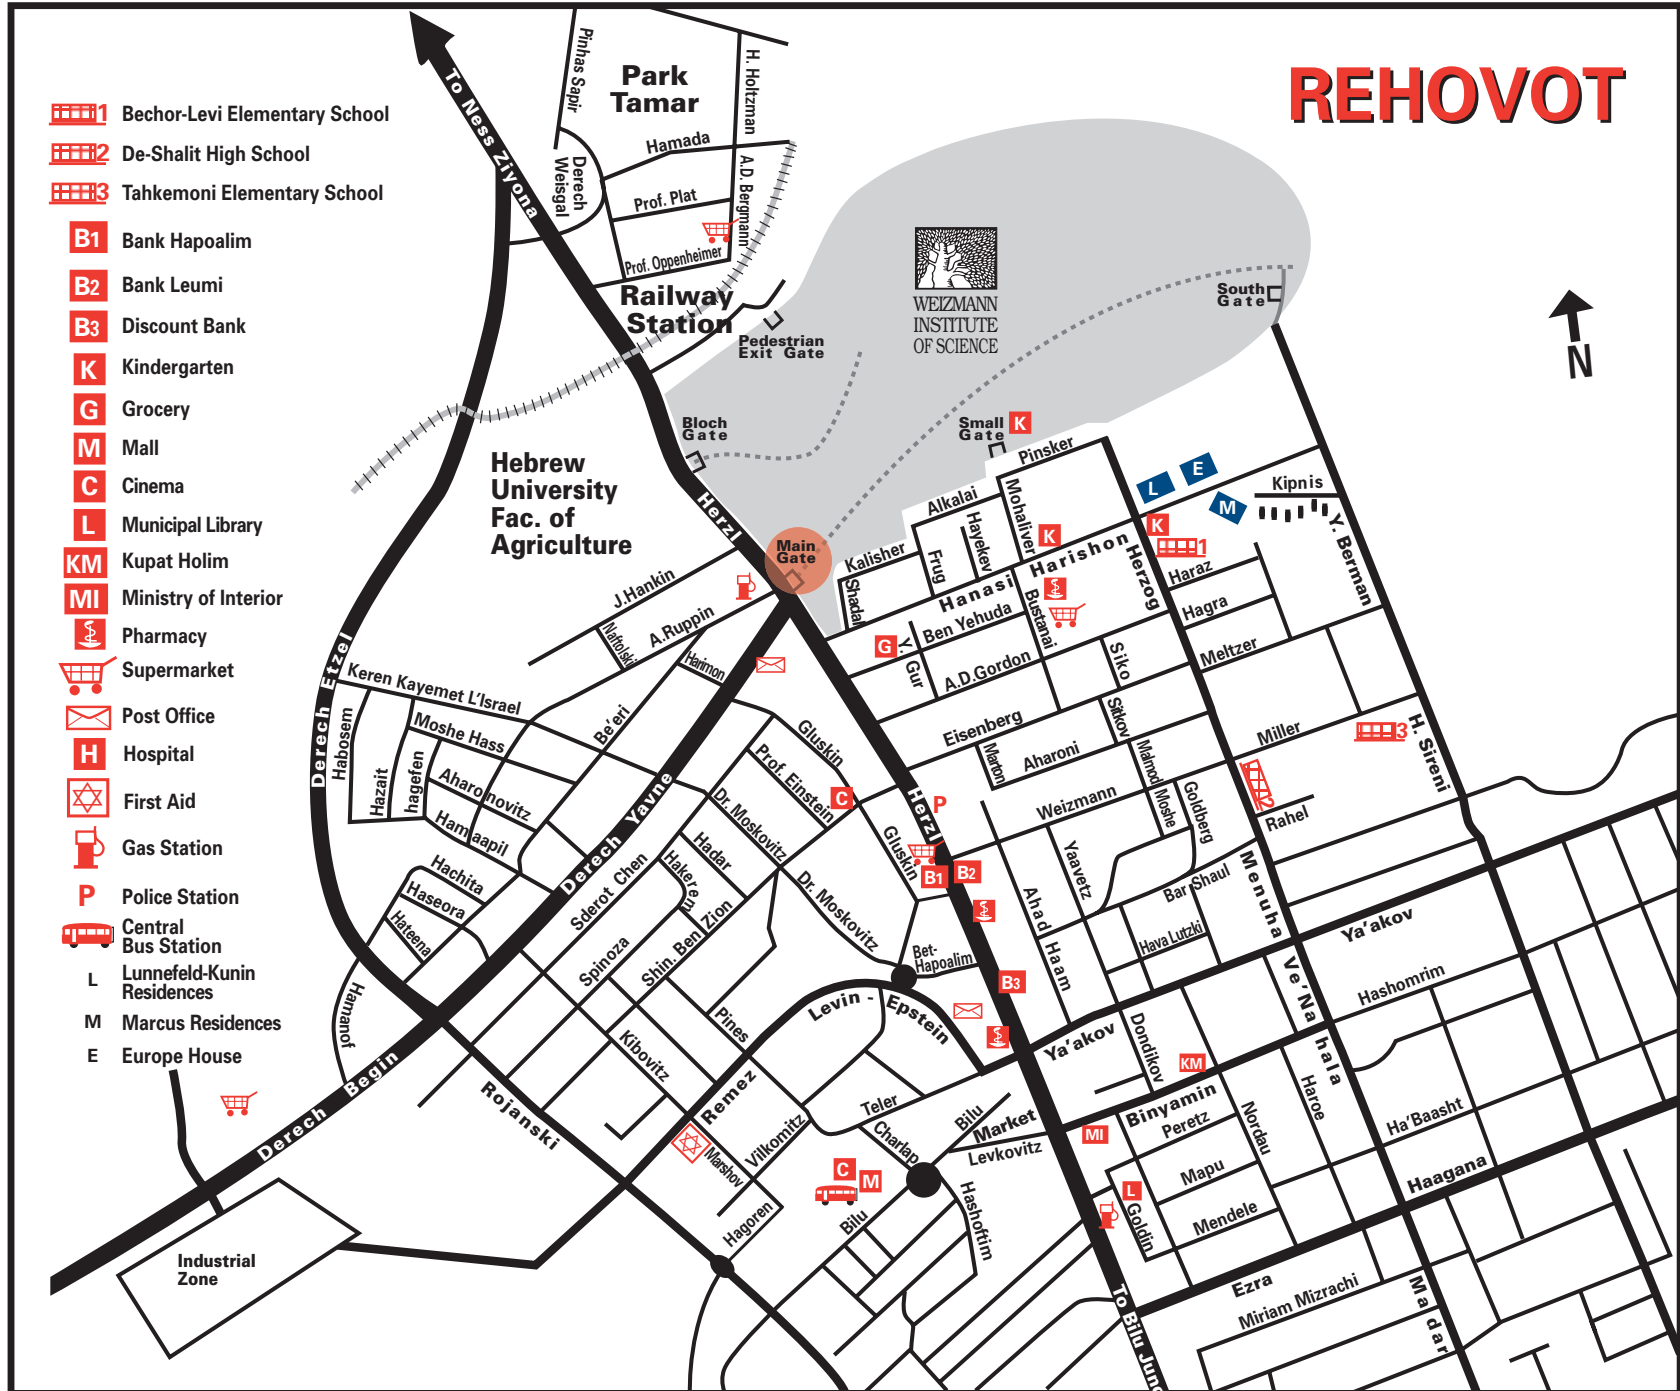 REHOVOT
1 Bechor-Levi Elementary School
2 De-Shalit High School
3 Tahkemoni Elementary School
B1 Bank Hapoalim
B2 Bank Leumi
B3 Discount Bank
K Kindergarten
G Grocery
M Mall
C Cinema
L Municipal Library
KM Kupat Holim
MI Ministry of Interior
Pharmacy
Supermarket
Post Office
H Hospital
First Aid
Gas Station
P Police Station
Central
Bus Station
L Lunnefeld-Kunin
Residences
M Marcus Residences
E Europe House
To Ness Ziyona
Pinhas Sapir
Park
Tamar
H. Holtzman
Hamada
Derech
Weisgal
Prof. Plat
A.D. Bergmann
Prof. Oppenheimer
Railway
Station
Pedestrian
Exit Gate
WEIZMANN
INSTITUTE
OF SCIENCE
South
Gate
N
Bloch
Gate
Small
Gate
K
Pinsker
Hebrew
University
Fac. of
Agriculture
Herzl
Main
Gate
Alkalai
Mohaliver
Hayekev
Kalisher
Frug
Shadal
K
Hanasi Harishon
Herzog
L
E
M
Kipnis
K
1
Haraz
Hagra
Y. Berman
Meltzer
J.Hankin
A.Ruppin
Naftolski
Harimon
Ben Yehuda
Bustanai
G
Y. Gur
A.D.Gordon
Siko
Derech Etzel
Keren Kayemet L'Israel
Habosem
Moshe Hass
Hazait
hagefen
Aharonovitz
Hamaapil
Be'eri
Gluskin
Prof. Einstein
C
Eisenberg
Sitkov
Marton
Aharoni
Malmod
Moshe
Goldberg
Miller
3
H. Sireni
2
Rahel
Weizmann
Herzl
P
Derech Yavne
Dr. Moskovitz
Hadar
Hakerem
Gluskin
B1
B2
Yaavetz
Ahad Haam
Bar Shaul
Menuha Ve'Nahala
Hachita
Haseora
Hateena
Sderot Chen
Dr. Moskovitz
Spinoza
Shin. Ben Zion
Hava Lutzki
Ya'akov
Bet-
Hapoalim
B3
Hashomrim
Hamanof
Levin - Epstein
Pines
Kibovitz
Ya'akov
Dondikov
KM
Haroe
Derech Begin
Rojanski
Remez
Teler
Bilu
Market
Levkovitz
Charlap
Binyamin
Peretz
Nordau
MI
Ha'Baasht
Marshov
Vilkomitz
C
M
Mapu
Haagana
L
Goldin
Mendele
Hagoren
Bilu
Hashoftim
Industrial
Zone
Ezra
Miriam Mizrachi
Madar
To Bilu Junc